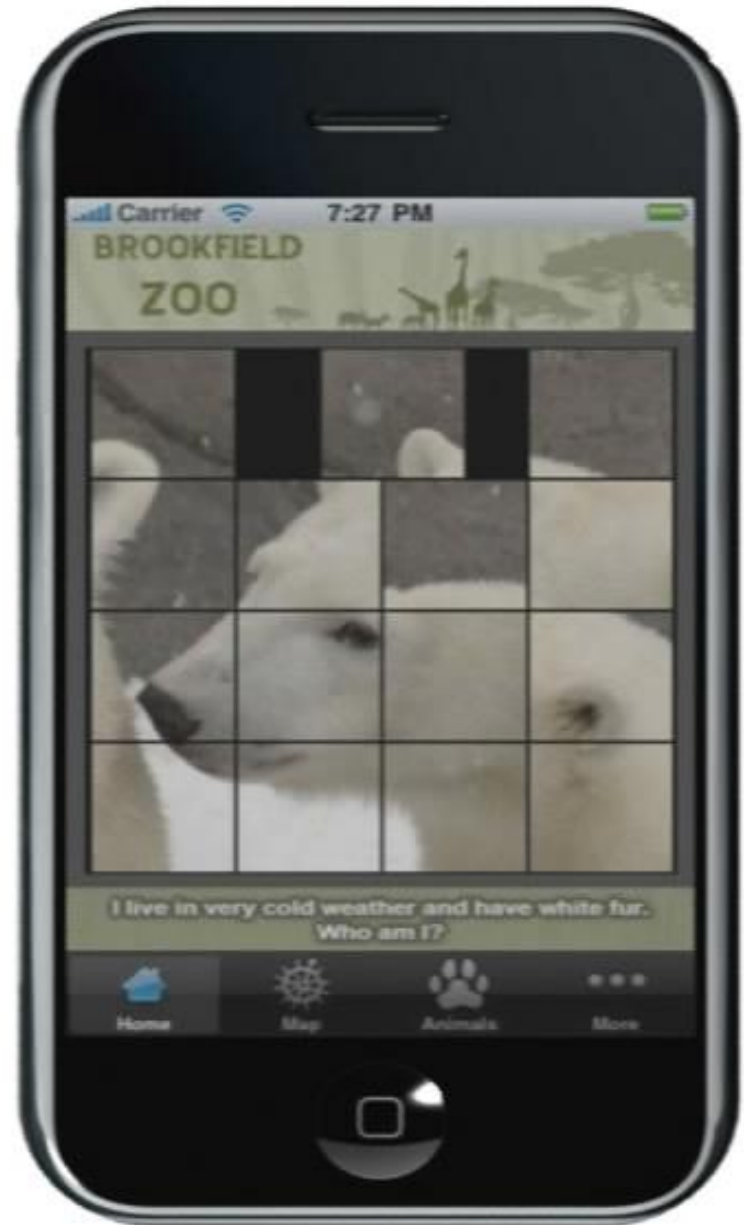 Carrier 7:27 PM
BROOKFIELD
ZOO
I live in very cold weather and have white fur.
Who am I?
Home Map Animals More